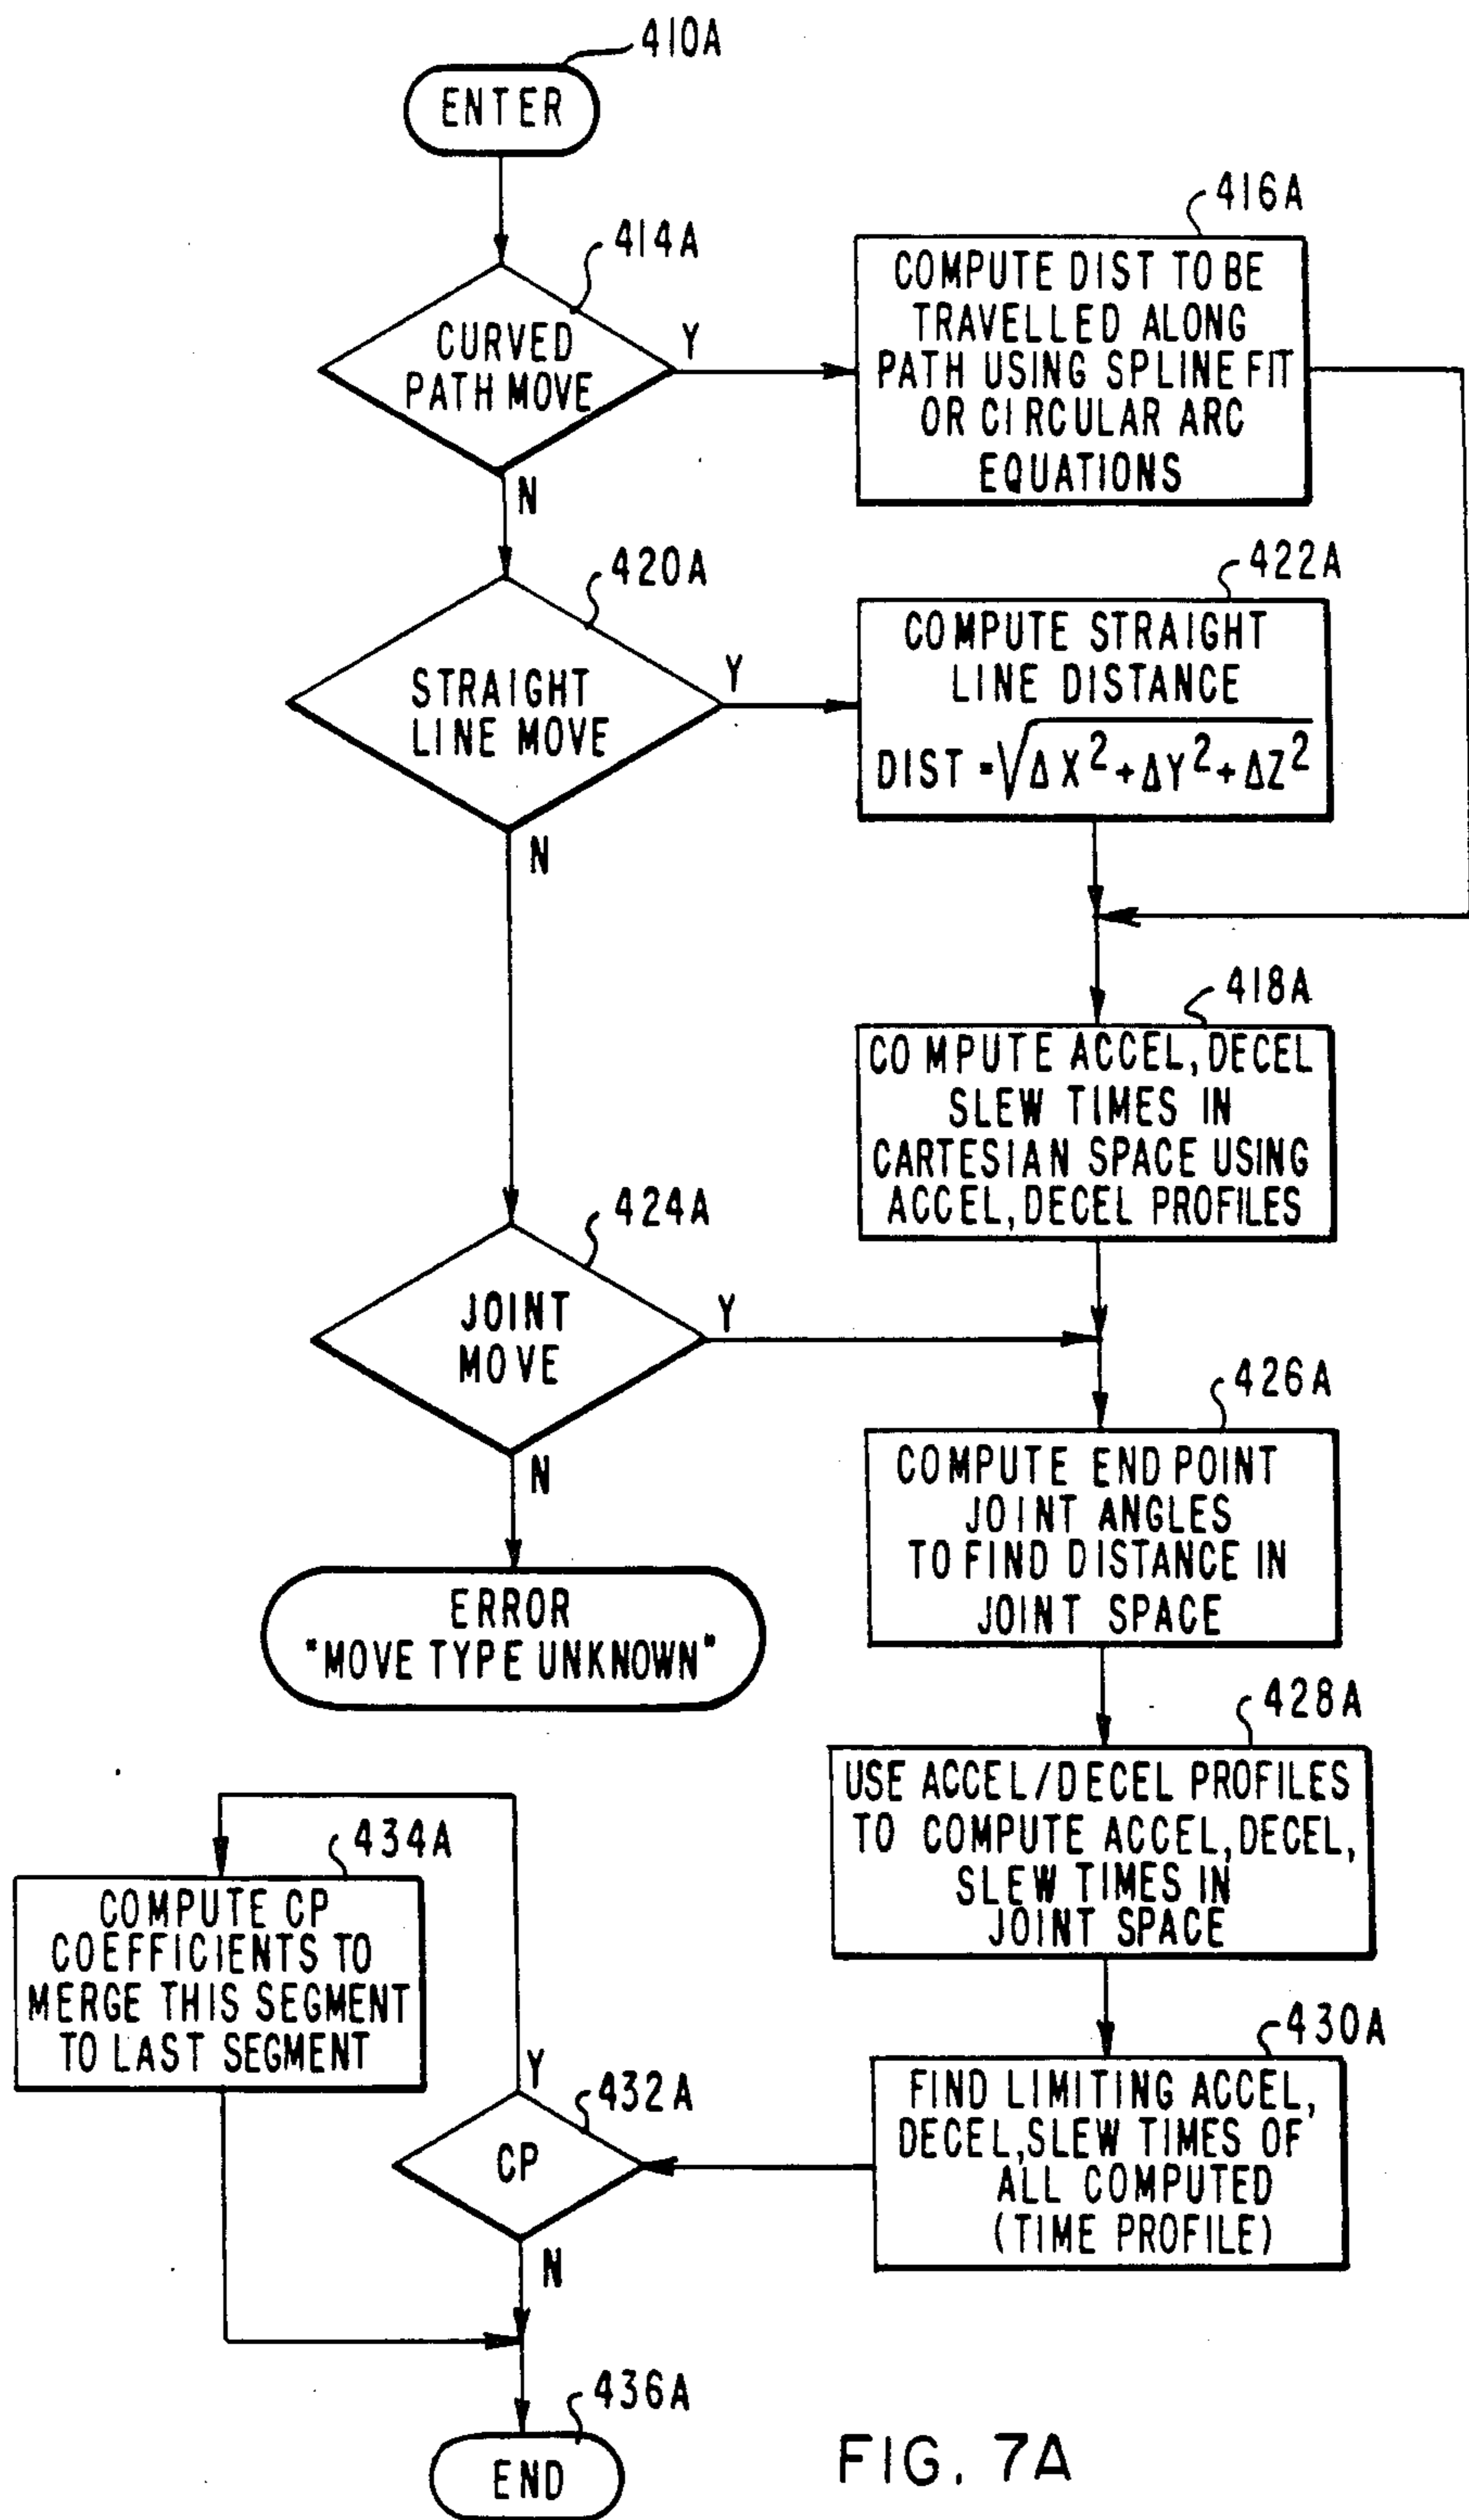 410A
ENTER
414A
CURVED
PATH MOVE
Y
N
416A
COMPUTE DIST TO BE
TRAVELLED ALONG
PATH USING SPLINE FIT
OR CIRCULAR ARC
EQUATIONS
420A
STRAIGHT
LINE MOVE
Y
N
422A
COMPUTE STRAIGHT
LINE DISTANCE
DIST = √ΔX² + ΔY² + ΔZ²
418A
COMPUTE ACCEL, DECEL
SLEW TIMES IN
CARTESIAN SPACE USING
ACCEL, DECEL PROFILES
424A
JOINT
MOVE
Y
N
426A
COMPUTE END POINT
JOINT ANGLES
TO FIND DISTANCE IN
JOINT SPACE
ERROR
"MOVE TYPE UNKNOWN"
428A
USE ACCEL/DECEL PROFILES
TO COMPUTE ACCEL, DECEL,
SLEW TIMES IN
JOINT SPACE
430A
FIND LIMITING ACCEL,
DECEL, SLEW TIMES OF
ALL COMPUTED
(TIME PROFILE)
432A
CP
Y
N
434A
COMPUTE CP
COEFFICIENTS TO
MERGE THIS SEGMENT
TO LAST SEGMENT
436A
END
FIG. 7A